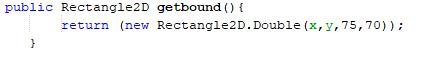 public Rectangle2D getbound(){
return (new Rectangle2D.Double(x,y,75,70));
}